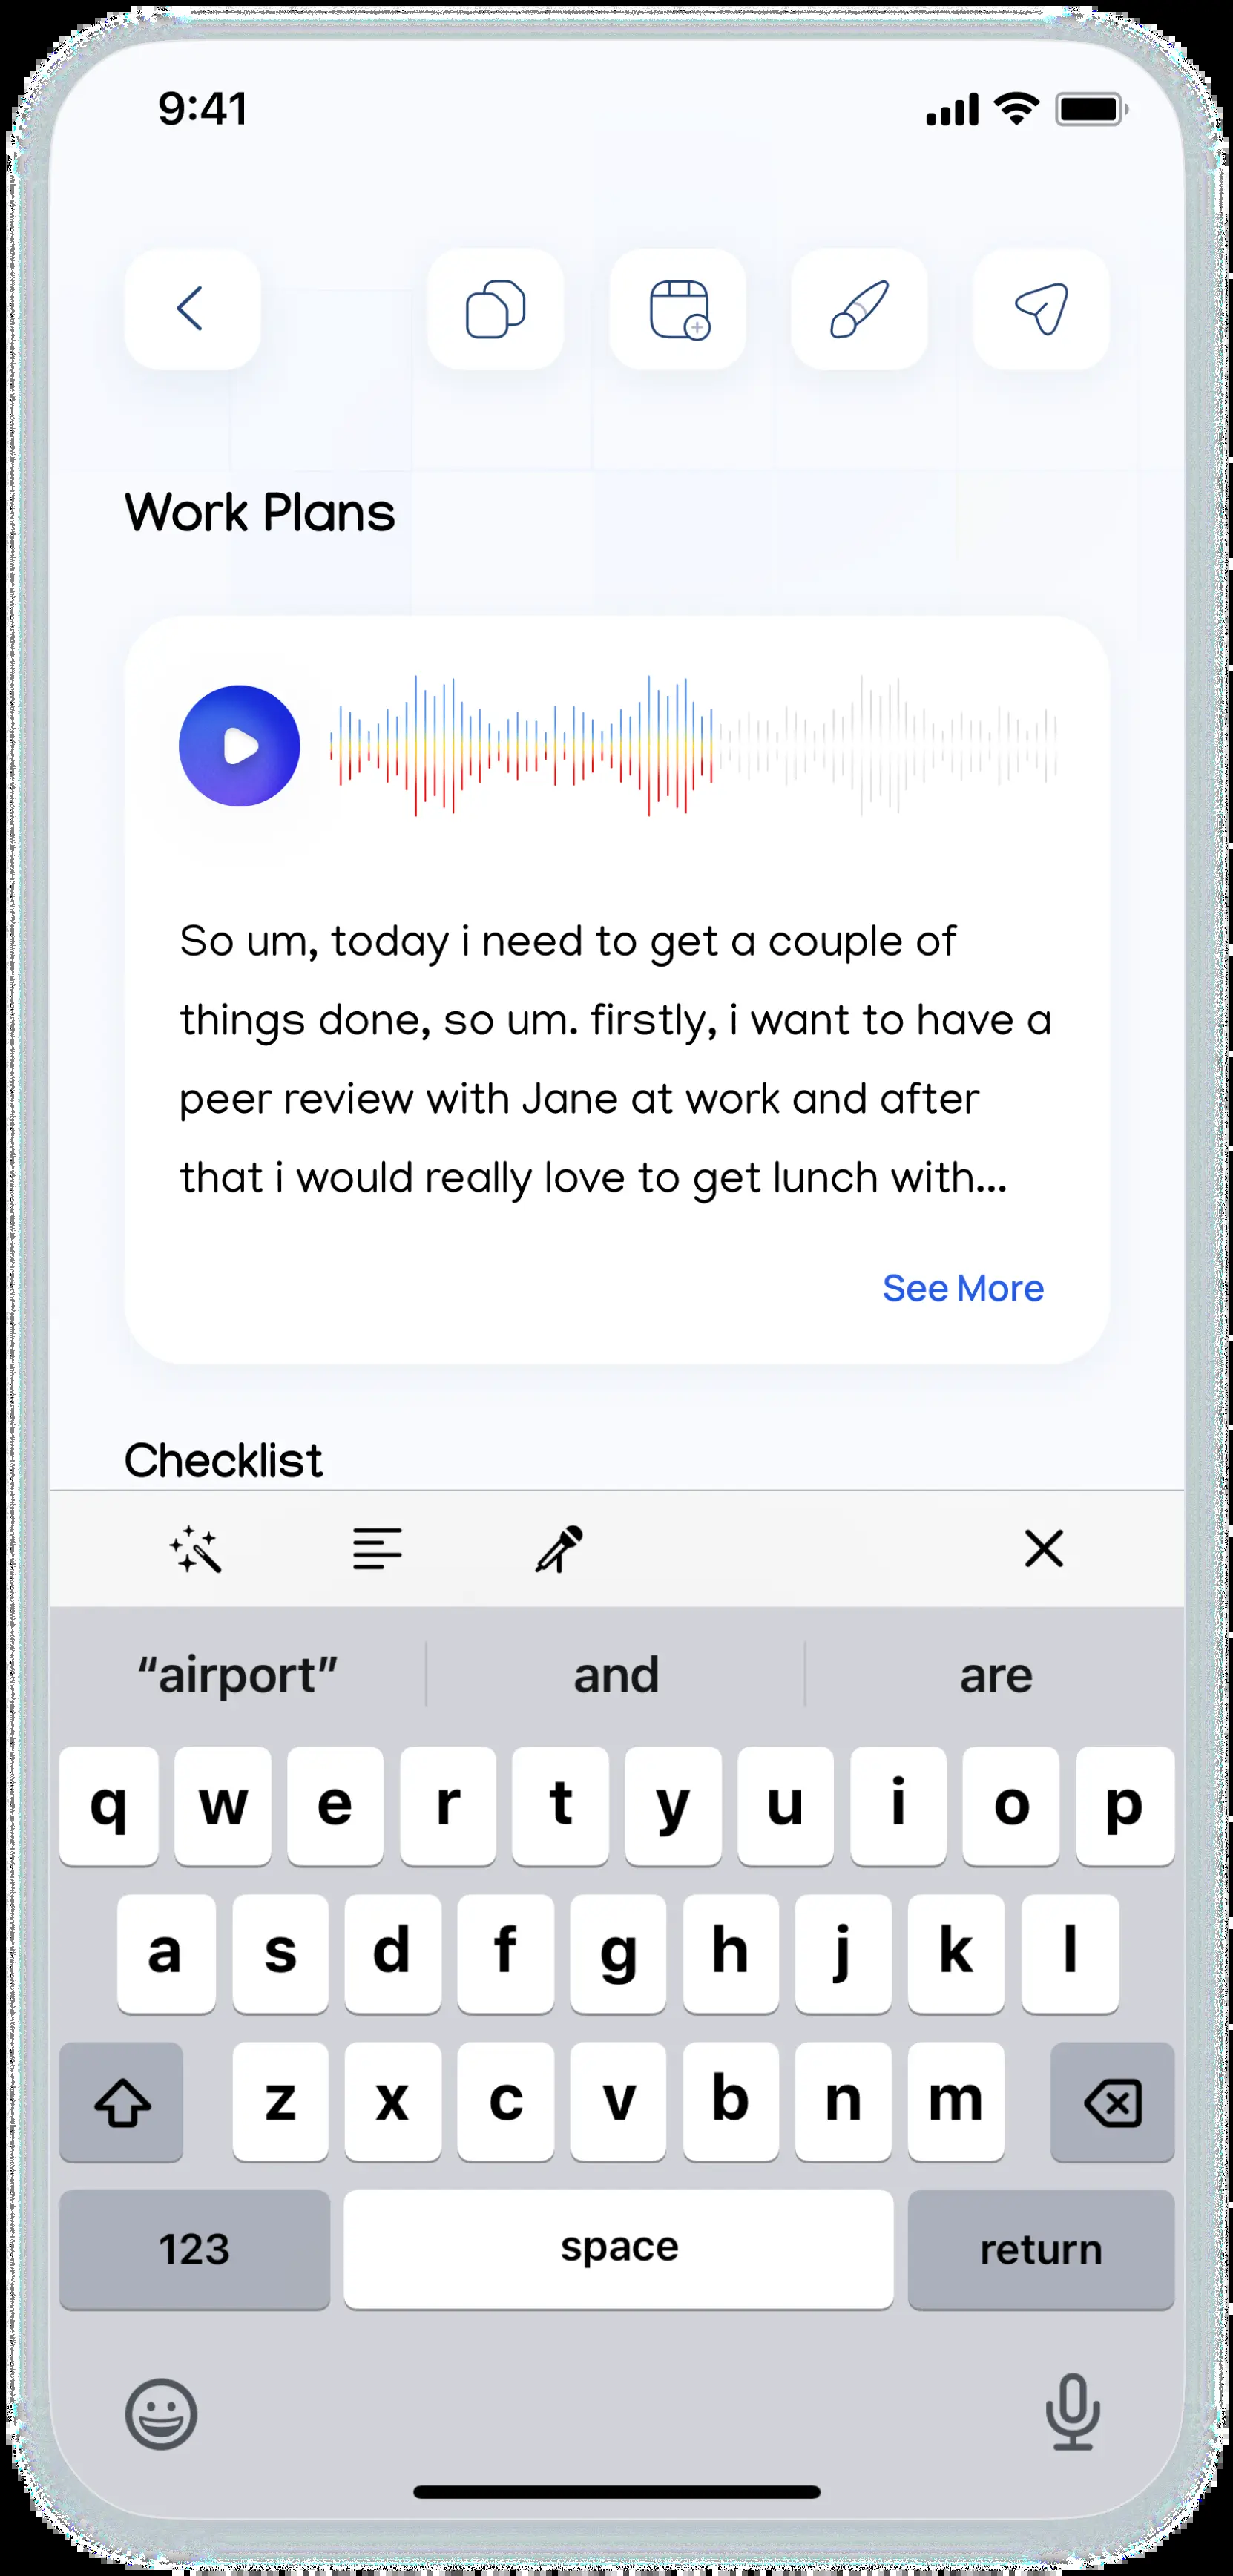 9:41
Work Plans
So um, today i need to get a couple of
things done, so um. firstly, i want to have a
peer review with Jane at work and after
that i would really love to get lunch with...
See More
Checklist
“airport” and are
q w e r t y u i o p
a s d f g h j k l
z x c v b n m
123 space return